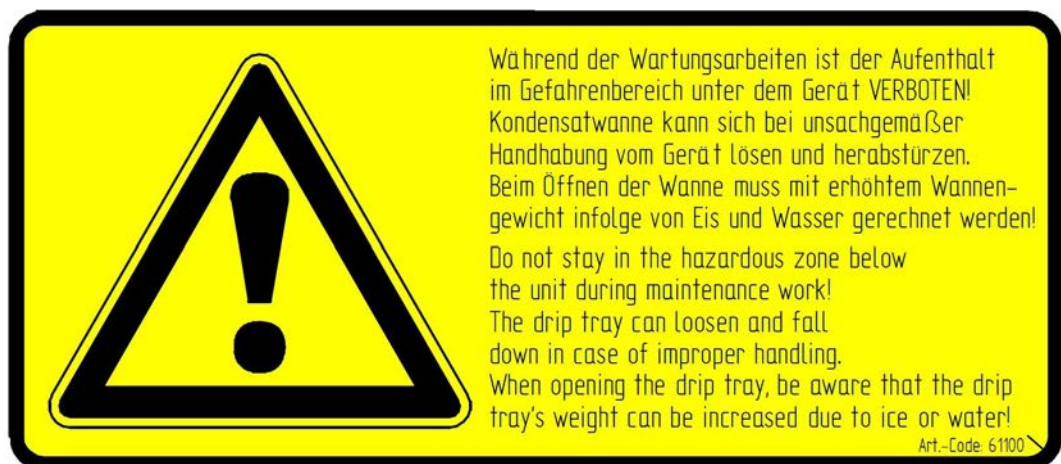 Während der Wartungsarbeiten ist der Aufenthalt
im Gefahrenbereich unter dem Gerät VERBOTEN!
Kondensatwanne kann sich bei unsachgemäßer
Handhabung vom Gerät lösen und herabstürzen.
Beim Öffnen der Wanne muss mit erhöhtem Wannen-
gewicht infolge von Eis und Wasser gerechnet werden!
Do not stay in the hazardous zone below
the unit during maintenance work!
The drip tray can loosen and fall
down in case of improper handling.
When opening the drip tray, be aware that the drip
tray's weight can be increased due to ice or water!
Art.-Code: 61100